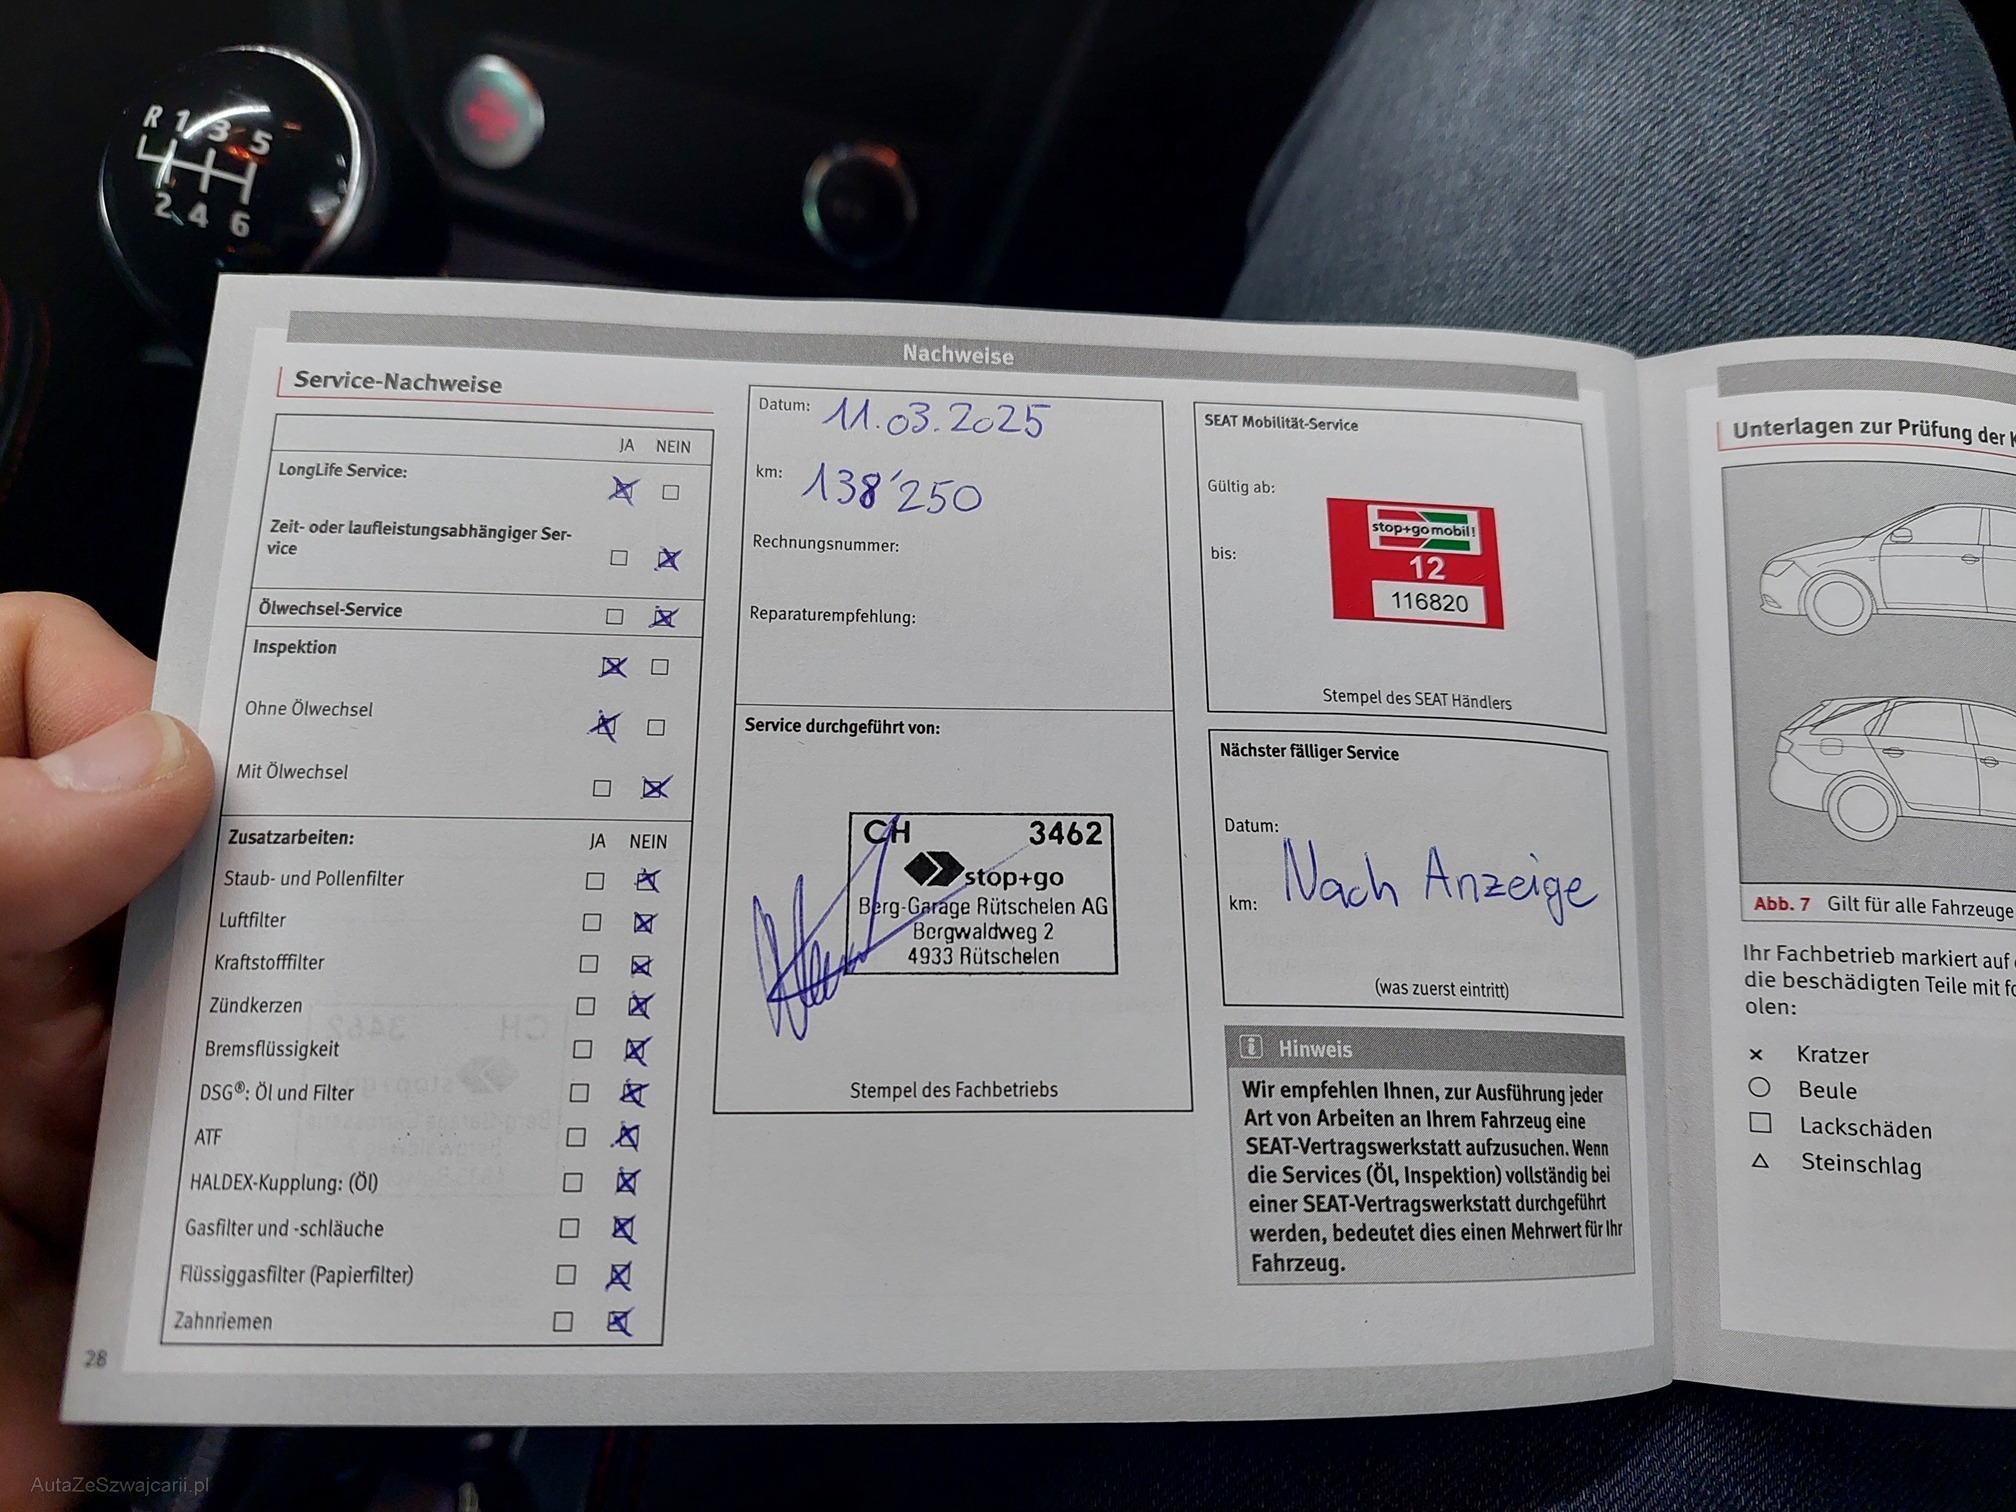 R 1 3 5
2 4 6
Nachweise
Service-Nachweise
JA NEIN
LongLife Service:
Zeit- oder laufleistungsabhängiger Ser-
vice
Ölwechsel-Service
Inspektion
Ohne Ölwechsel
Mit Ölwechsel
Zusatzarbeiten: JA NEIN
Staub- und Pollenfilter
Luftfilter
Kraftstofffilter
Zündkerzen
Bremsflüssigkeit
DSG®: Öl und Filter
ATF
HALDEX-Kupplung: (Öl)
Gasfilter und -schläuche
Flüssiggasfilter (Papierfilter)
Zahnriemen
28
Datum: 11.03.2025
km: 138'250
Rechnungsnummer:
Reparaturempfehlung:
Service durchgeführt von:
CH 3462
stop+go
Berg-Garage Rütschelen AG
Bergwaldweg 2
4933 Rütschelen
Stempel des Fachbetriebs
SEAT Mobilität-Service
Gültig ab:
bis:
stop+go mobil!
12
116820
Stempel des SEAT Händlers
Nächster fälliger Service
Datum:
Nach Anzeige
km:
(was zuerst eintritt)
i Hinweis
Wir empfehlen Ihnen, zur Ausführung jeder
Art von Arbeiten an Ihrem Fahrzeug eine
SEAT-Vertragswerkstatt aufzusuchen. Wenn
die Services (Öl, Inspektion) vollständig bei
einer SEAT-Vertragswerkstatt durchgeführt
werden, bedeutet dies einen Mehrwert für Ihr
Fahrzeug.
Unterlagen zur Prüfung der
Abb. 7 Gilt für alle Fahrzeuge
Ihr Fachbetrieb markiert auf
die beschädigten Teile mit
olen:
× Kratzer
○ Beule
□ Lackschäden
△ Steinschlag
AutaZeSzwajcarii.pl